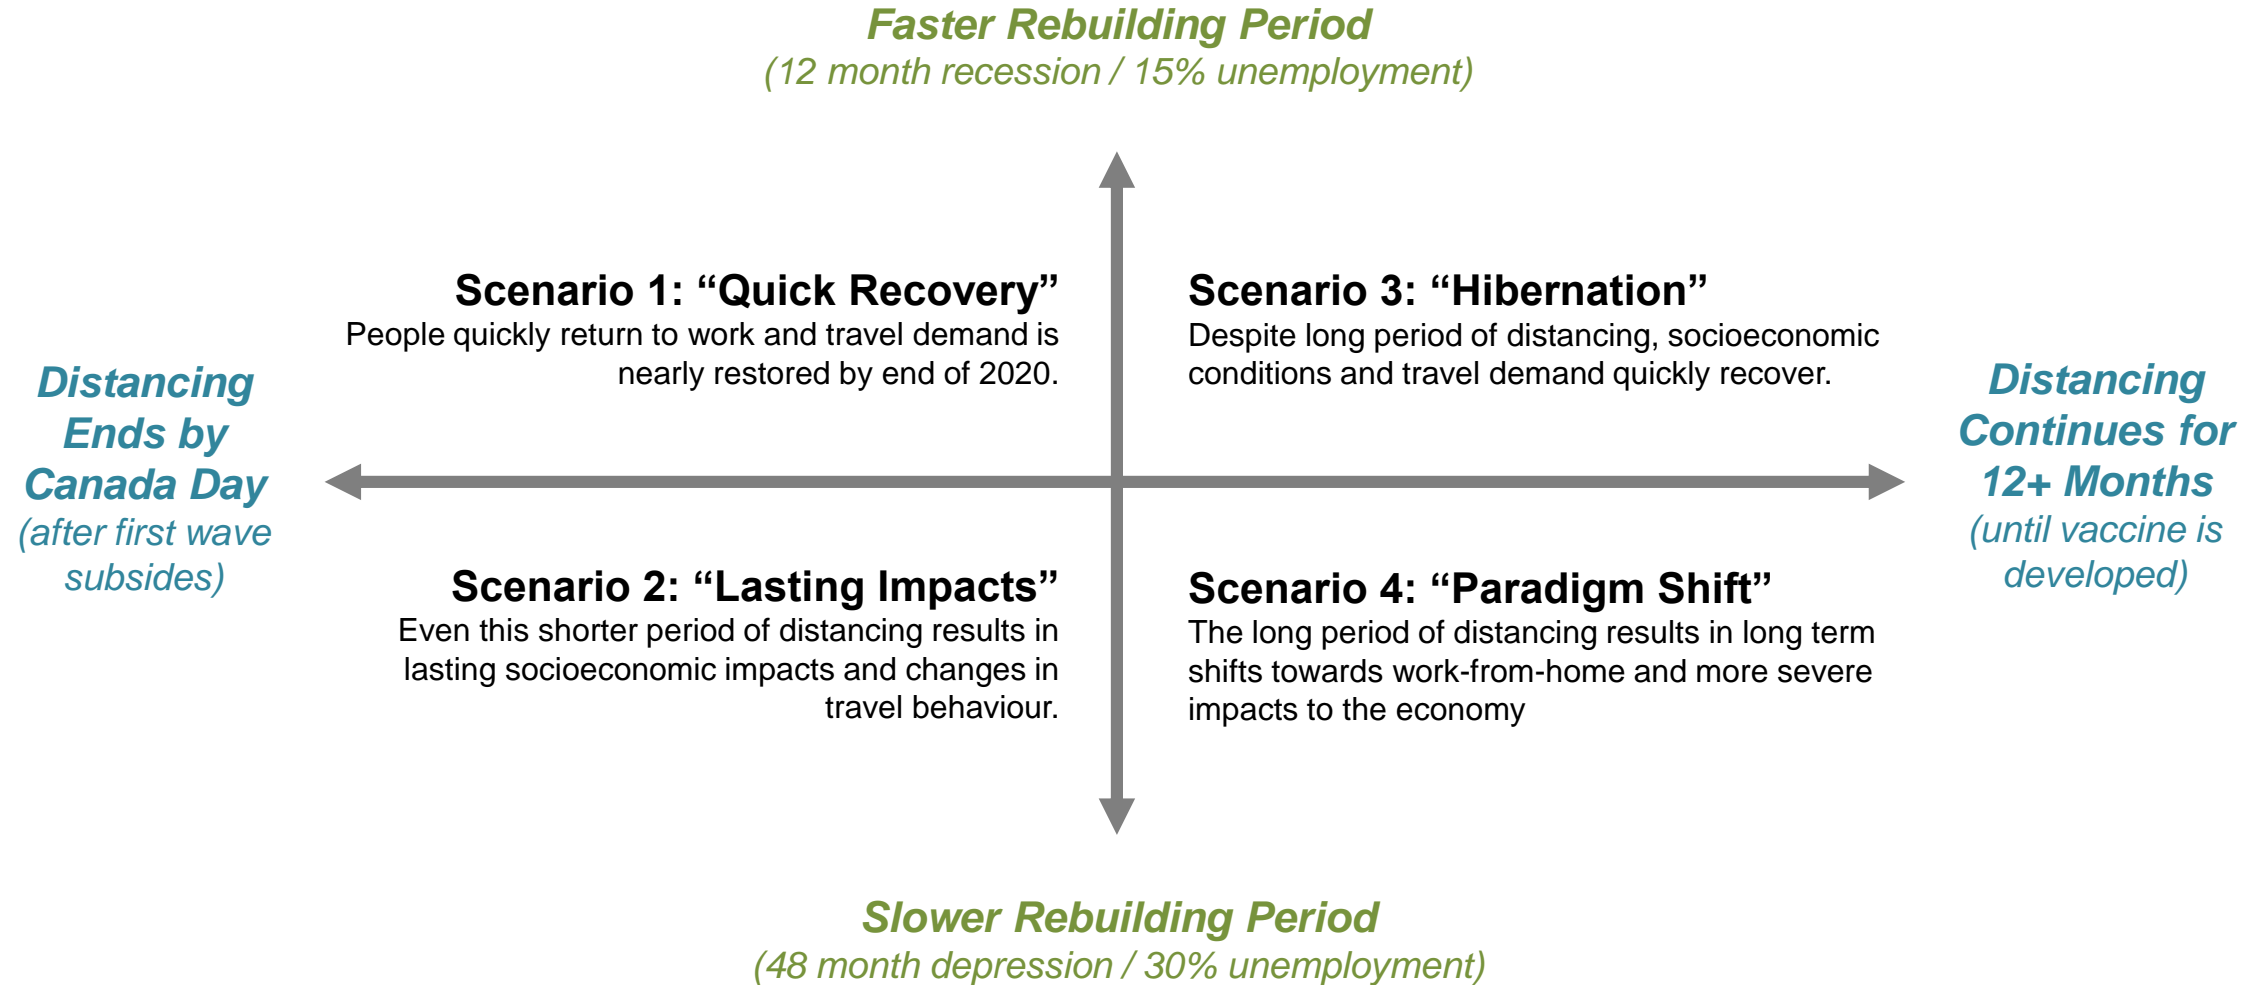 Faster Rebuilding Period
(12 month recession / 15% unemployment)
Scenario 1: “Quick Recovery”
People quickly return to work and travel demand is
nearly restored by end of 2020.
Scenario 3: “Hibernation”
Despite long period of distancing, socioeconomic
conditions and travel demand quickly recover.
Distancing
Ends by
Canada Day
(after first wave
subsides)
Distancing
Continues for
12+ Months
(until vaccine is
developed)
Scenario 2: “Lasting Impacts”
Even this shorter period of distancing results in
lasting socioeconomic impacts and changes in
travel behaviour.
Scenario 4: “Paradigm Shift”
The long period of distancing results in long term
shifts towards work-from-home and more severe
impacts to the economy
Slower Rebuilding Period
(48 month depression / 30% unemployment)